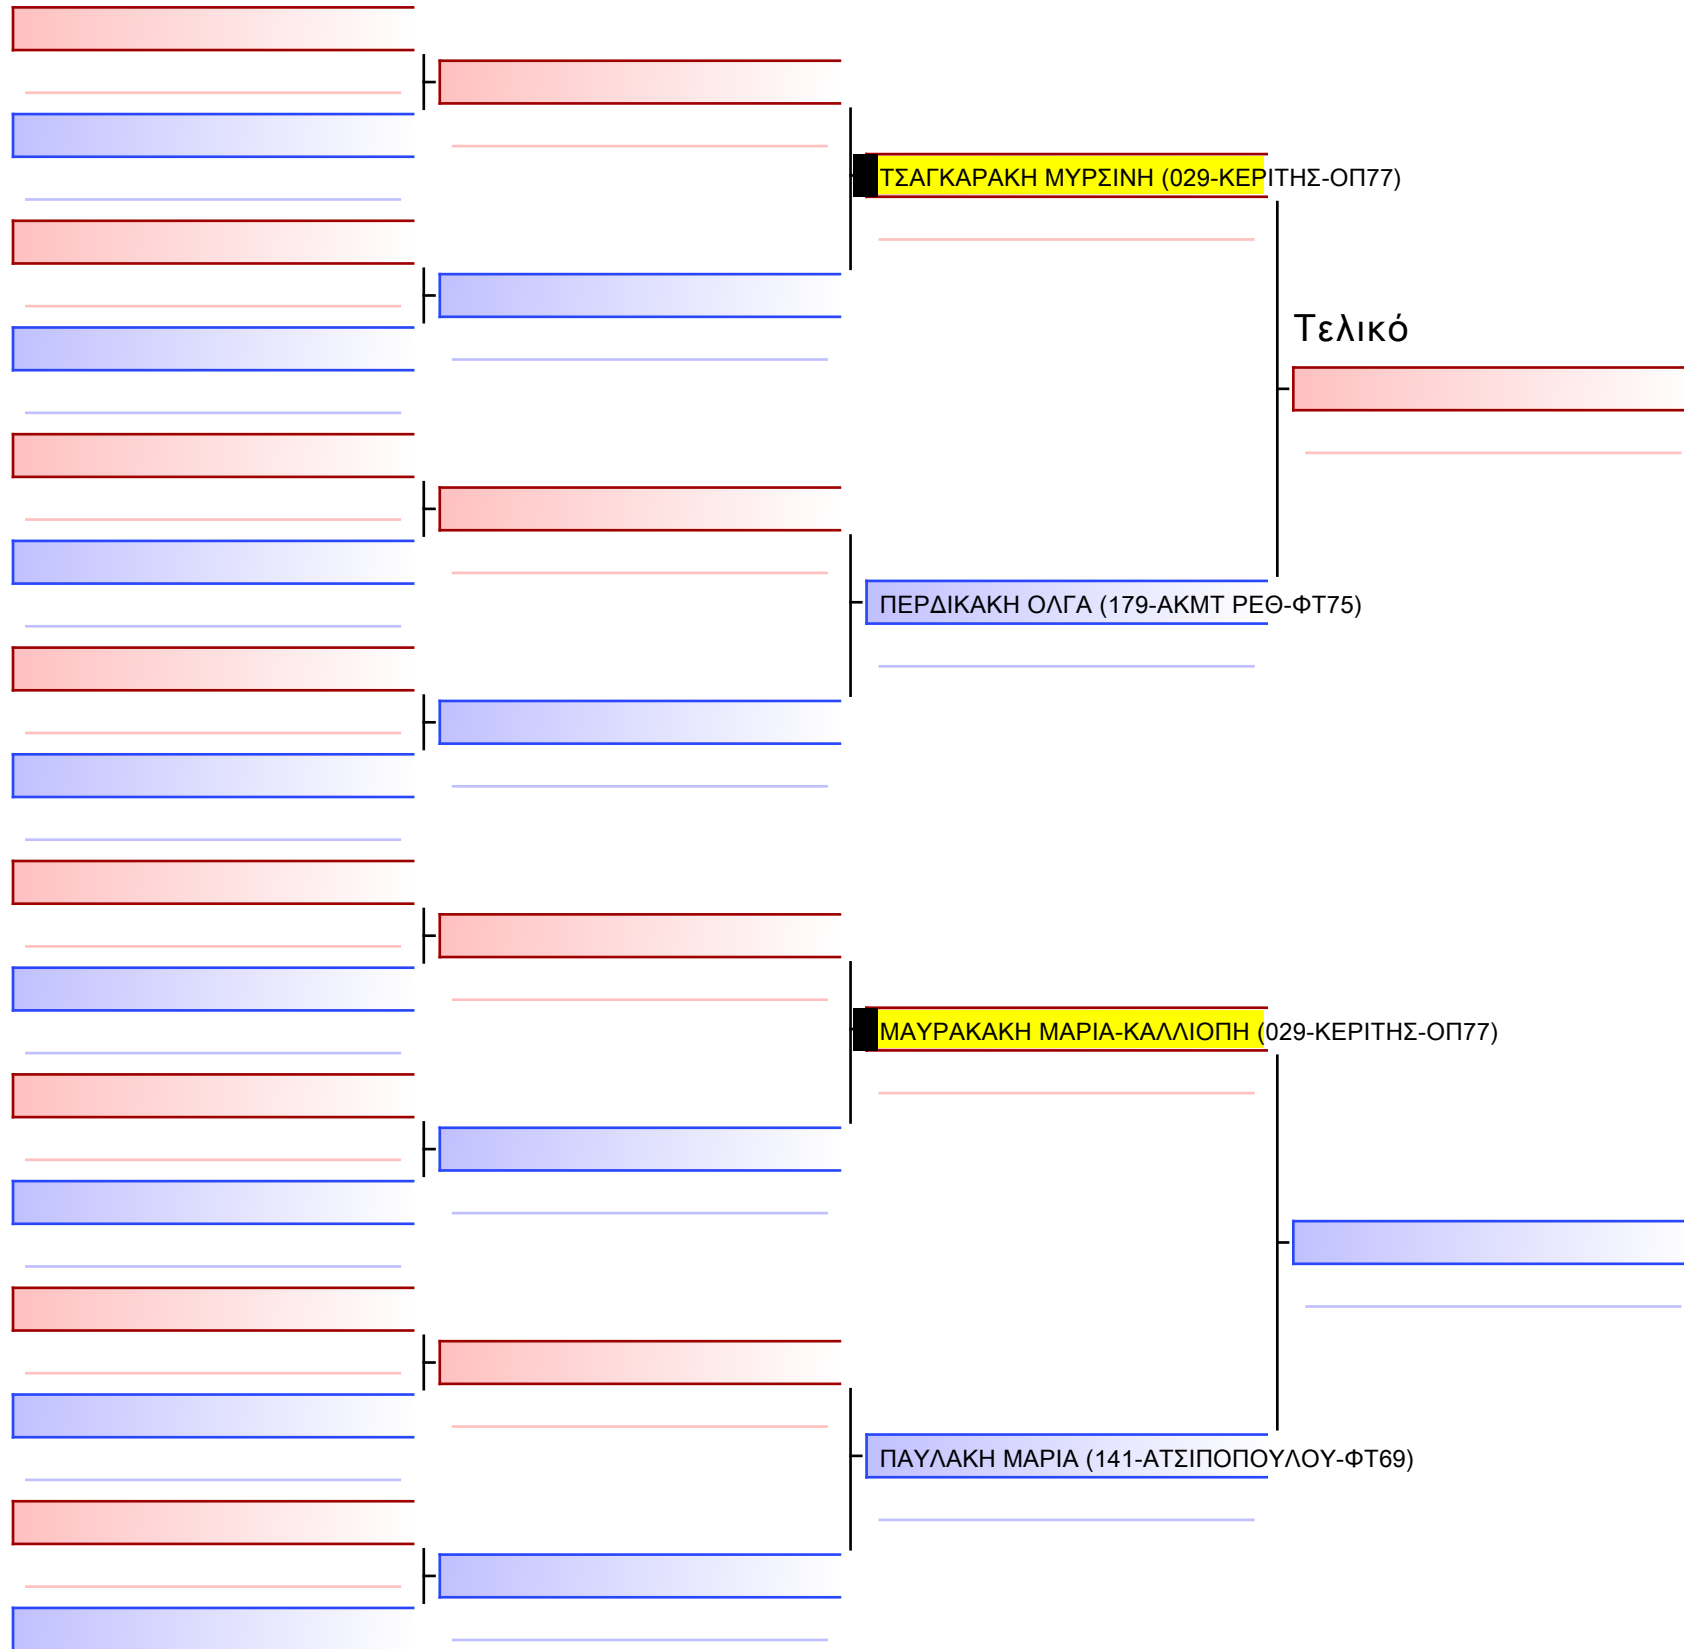 ΤΣΑΓΚΑΡΑΚΗ ΜΥΡΣΙΝΗ (029-ΚΕΡΙΤΗΣ-ΟΠ77)
Τελικό
ΠΕΡΔΙΚΑΚΗ ΟΛΓΑ (179-ΑΚΜΤ ΡΕΘ-ΦΤ75)
ΜΑΥΡΑΚΑΚΗ ΜΑΡΙΑ-ΚΑΛΛΙΟΠΗ (029-ΚΕΡΙΤΗΣ-ΟΠ77)
ΠΑΥΛΑΚΗ ΜΑΡΙΑ (141-ΑΤΣΙΠΟΠΟΥΛΟΥ-ΦΤ69)